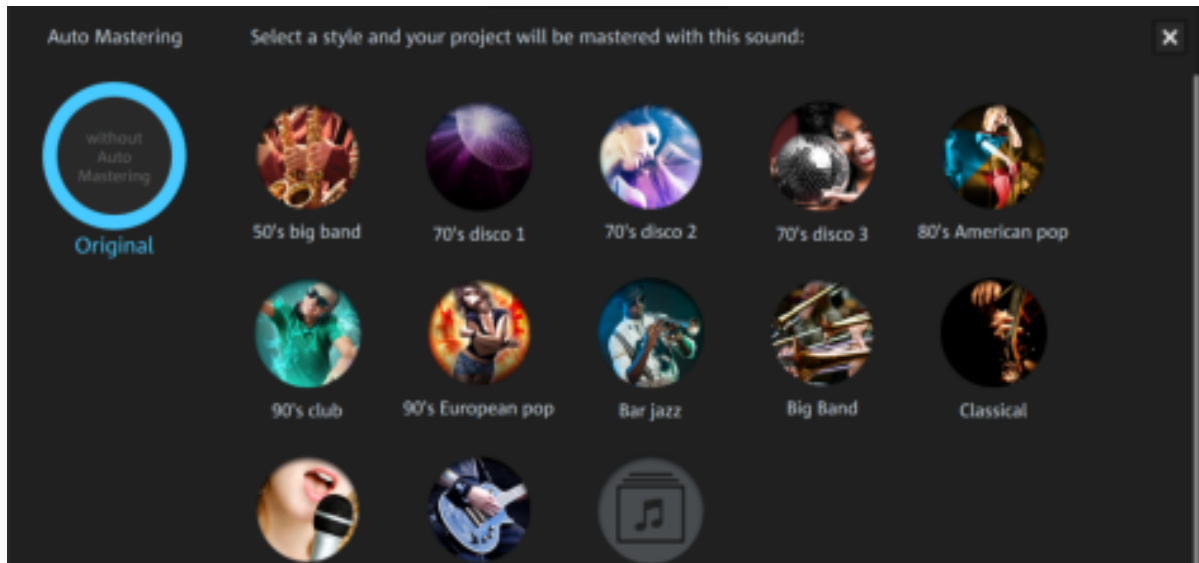 Auto Mastering
Select a style and your project will be mastered with this sound:
without
Auto
Mastering
Original
50's big band
70's disco 1
70's disco 2
70's disco 3
80's American pop
90's club
90's European pop
Bar jazz
Big Band
Classical